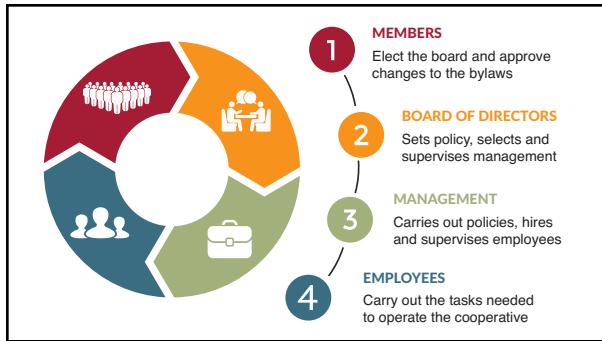 1
MEMBERS
Elect the board and approve
changes to the bylaws
2
BOARD OF DIRECTORS
Sets policy, selects and
supervises management
3
MANAGEMENT
Carries out policies, hires
and supervises employees
4
EMPLOYEES
Carry out the tasks needed
to operate the cooperative